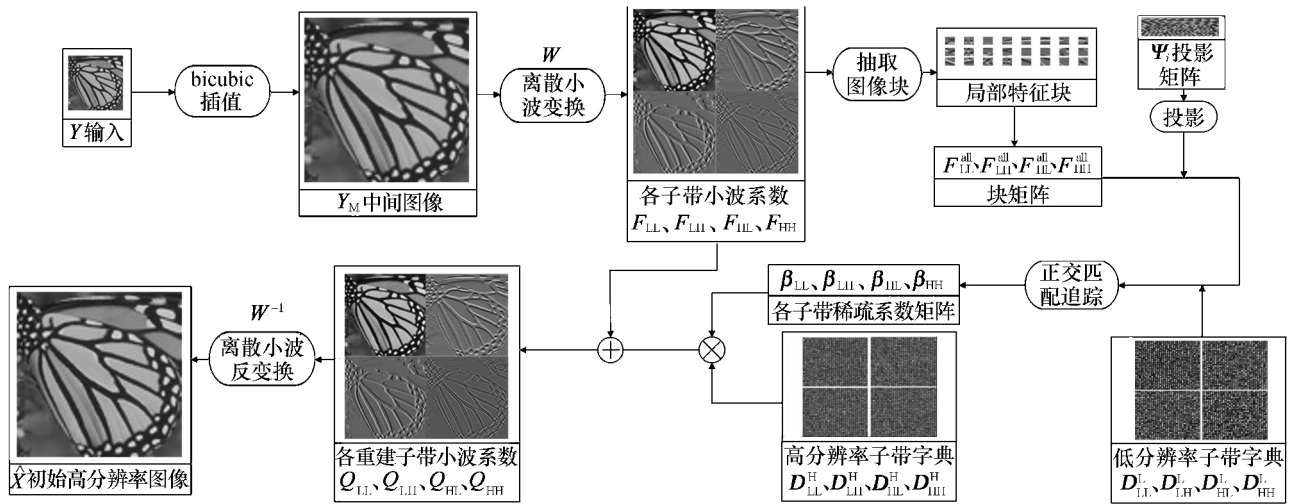 Y输入
bicubic
插值
Y_M中间图像
W
离散小
波变换
各子带小波系数
F_LL、F_LH、F_HL、F_HH
抽取
图像块
局部特征块
F_LL^all、F_LH^all、F_HL^all、F_HH^all
块矩阵
Ψ_i投影
矩阵
投影
正交匹
配追踪
β_LL、β_LH、β_HL、β_HH
各子带稀疏系数矩阵
低分辨率子带字典
D_LL^L、D_LH^L、D_HL^L、D_HH^L
高分辨率子带字典
D_LL^H、D_LH^H、D_HL^H、D_HH^H
各重建子带小波系数
Q_LL、Q_LH、Q_HL、Q_HH
W⁻¹
离散小波
反变换
X̂初始高分辨率图像